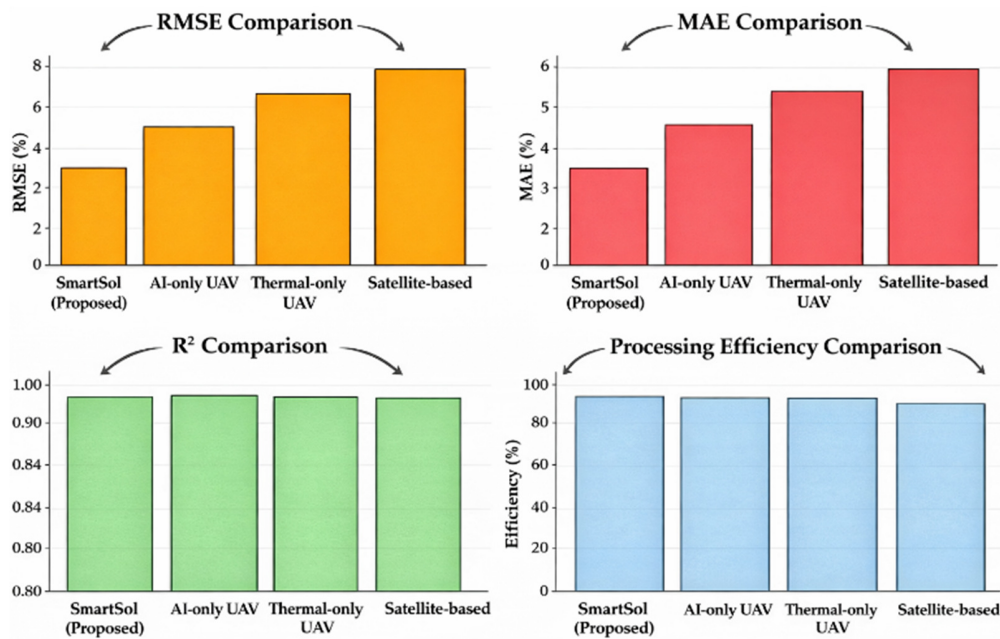 RMSE Comparison
8
6
4
2
2
0
RMSE (%)
SmartSol
(Proposed)
AI-only UAV
Thermal-only
UAV
Satellite-based
MAE Comparison
6
5
4
3
2
0
MAE (%)
SmartSol
(Proposed)
AI-only UAV
Thermal-only
UAV
Satellite-based
R² Comparison
1.00
0.90
0.84
0.84
0.80
0.80
SmartSol
(Proposed)
AI-only UAV
Thermal-only
UAV
Satellite-based
Processing Efficiency Comparison
100
80
60
40
20
0
Eificiency (%)
SmartSol
(Proposed)
AI-only UAV
Thermal-only
UAV
Satellite-based